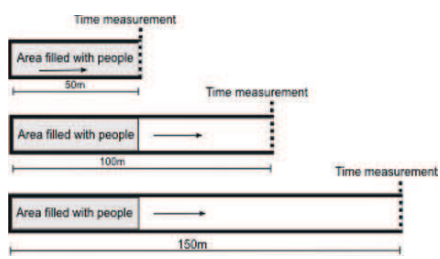 Time measurement
Area filled with people
50m
Time measurement
Area filled with people
100m
Time measurement
Area filled with people
150m